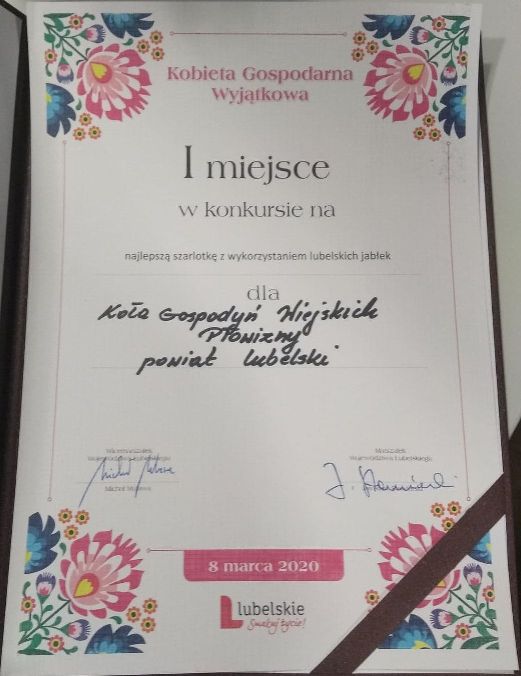 Kobieta Gospodarna
Wyjątkowa
I miejsce
w konkursie na
najlepszą szarlotkę z wykorzystaniem lubelskich jabłek
dla
Koła Gospodyń Wiejskich
Płowizny
powiat lubelski
Wicemarszałek
Województwa Lubelskiego
Michał Mulawa
Marszałek
Województwa Lubelskiego
8 marca 2020
lubelskie
Smakuj życie!